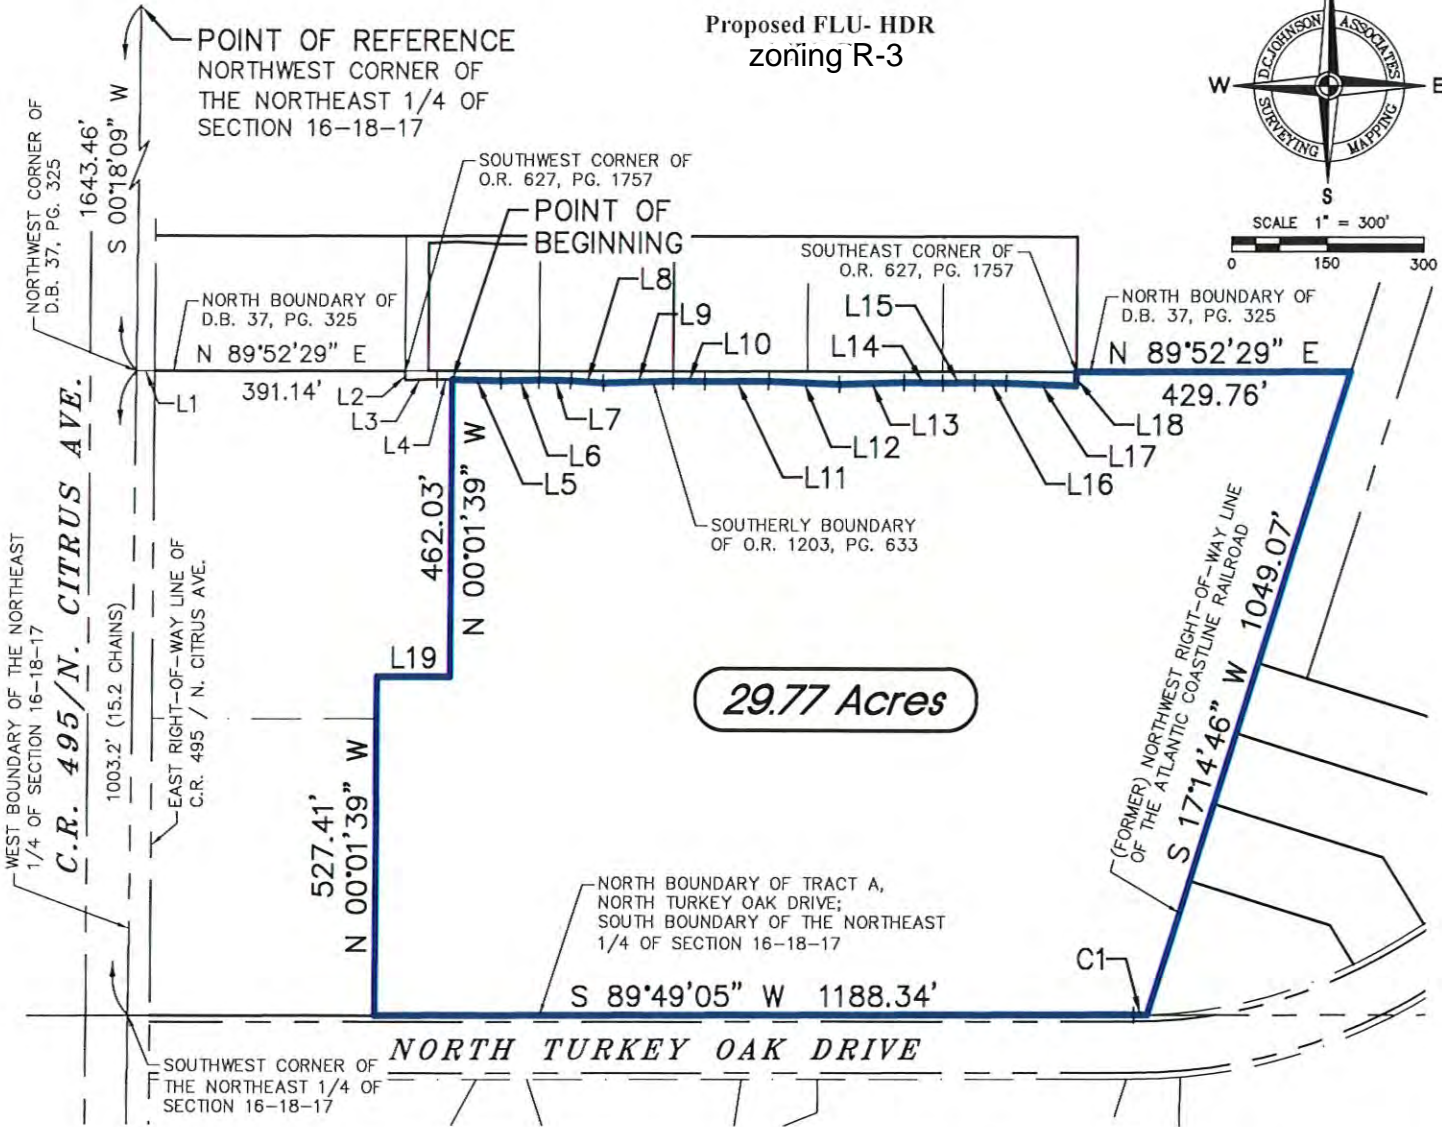 Proposed FLU- HDR
zoning R-3
POINT OF REFERENCE
NORTHWEST CORNER OF
THE NORTHEAST 1/4 OF
SECTION 16-18-17
D.C.JOHNSON ASSOCIATES
SURVEYING MAPPING
W
E
S
SCALE 1" = 300'
0 150 300
NORTHWEST CORNER OF
D.B. 37, PG. 325
1643.46'
S 00°18'09" W
SOUTHWEST CORNER OF
O.R. 627, PG. 1757
POINT OF
BEGINNING
SOUTHEAST CORNER OF
O.R. 627, PG. 1757
NORTH BOUNDARY OF
D.B. 37, PG. 325
N 89°52'29" E
391.14'
NORTH BOUNDARY OF
D.B. 37, PG. 325
N 89°52'29" E
429.76'
L1
L2
L3
L4
L5
L6
L7
L8
L9
L10
L11
L12
L13
L14
L15
L16
L17
L18
SOUTHERLY BOUNDARY
OF O.R. 1203, PG. 633
462.03'
N 00°01'39" W
L19
527.41'
N 00°01'39" W
29.77 Acres
C.R. 495/N. CITRUS AVE.
WEST BOUNDARY OF THE NORTHEAST
1/4 OF SECTION 16-18-17
1003.2' (15.2 CHAINS)
EAST RIGHT-OF-WAY LINE OF
C.R. 495 / N. CITRUS AVE.
(FORMER) NORTHWEST RIGHT-OF-WAY LINE
OF THE ATLANTIC COASTLINE RAILROAD
S 17°14'46" W 1049.07'
NORTH BOUNDARY OF TRACT A,
NORTH TURKEY OAK DRIVE;
SOUTH BOUNDARY OF THE NORTHEAST
1/4 OF SECTION 16-18-17
C1
S 89°49'05" W 1188.34'
NORTH TURKEY OAK DRIVE
SOUTHWEST CORNER OF
THE NORTHEAST 1/4 OF
SECTION 16-18-17